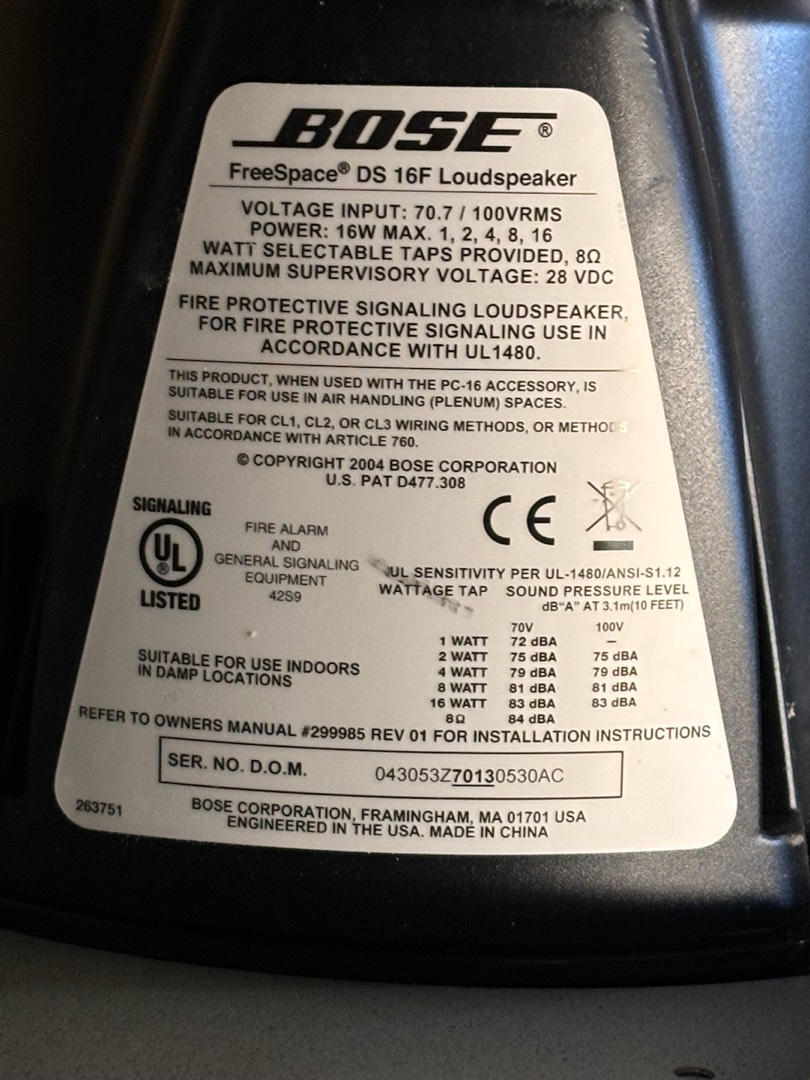 BOSE®
FreeSpace® DS 16F Loudspeaker
VOLTAGE INPUT: 70.7 / 100VRMS
POWER: 16W MAX. 1, 2, 4, 8, 16
WATT SELECTABLE TAPS PROVIDED, 8Ω
MAXIMUM SUPERVISORY VOLTAGE: 28 VDC
FIRE PROTECTIVE SIGNALING LOUDSPEAKER,
FOR FIRE PROTECTIVE SIGNALING USE IN
ACCORDANCE WITH UL1480.
THIS PRODUCT, WHEN USED WITH THE PC-16 ACCESSORY, IS
SUITABLE FOR USE IN AIR HANDLING (PLENUM) SPACES.
SUITABLE FOR CL1, CL2, OR CL3 WIRING METHODS, OR METHODS
IN ACCORDANCE WITH ARTICLE 760.
© COPYRIGHT 2004 BOSE CORPORATION
U.S. PAT D477.308
SIGNALING
UL®
LISTED
FIRE ALARM
AND
GENERAL SIGNALING
EQUIPMENT
42S9
CE
UL SENSITIVITY PER UL-1480/ANSI-S1.12
WATTAGE TAP SOUND PRESSURE LEVEL
dB"A" AT 3.1m(10 FEET)
70V 100V
1 WATT 72 dBA –
2 WATT 75 dBA 75 dBA
4 WATT 79 dBA 79 dBA
8 WATT 81 dBA 81 dBA
16 WATT 83 dBA 83 dBA
8Ω 84 dBA
SUITABLE FOR USE INDOORS
IN DAMP LOCATIONS
REFER TO OWNERS MANUAL #299985 REV 01 FOR INSTALLATION INSTRUCTIONS
SER. NO. D.O.M. 043053Z70130530AC
263751
BOSE CORPORATION, FRAMINGHAM, MA 01701 USA
ENGINEERED IN THE USA. MADE IN CHINA